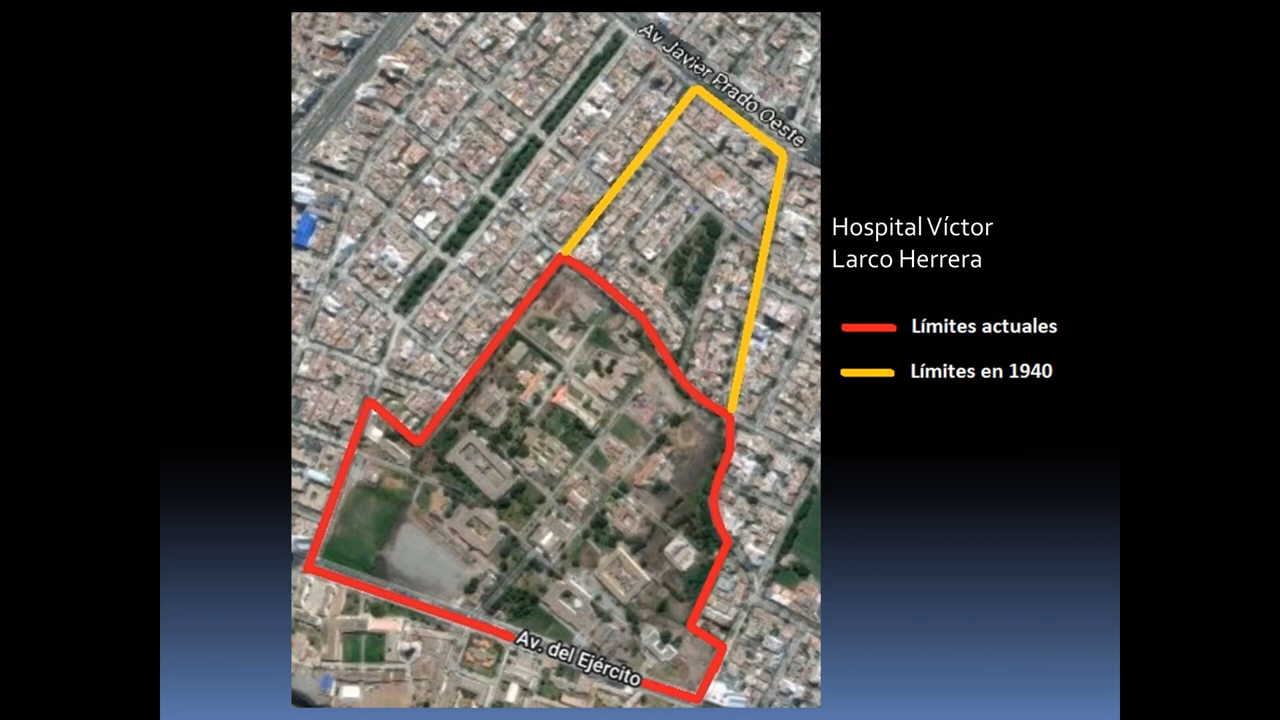 Av Javier Prado Oeste
Hospital Víctor
Larco Herrera
Límites actuales
Límites en 1940
Av. del Ejército